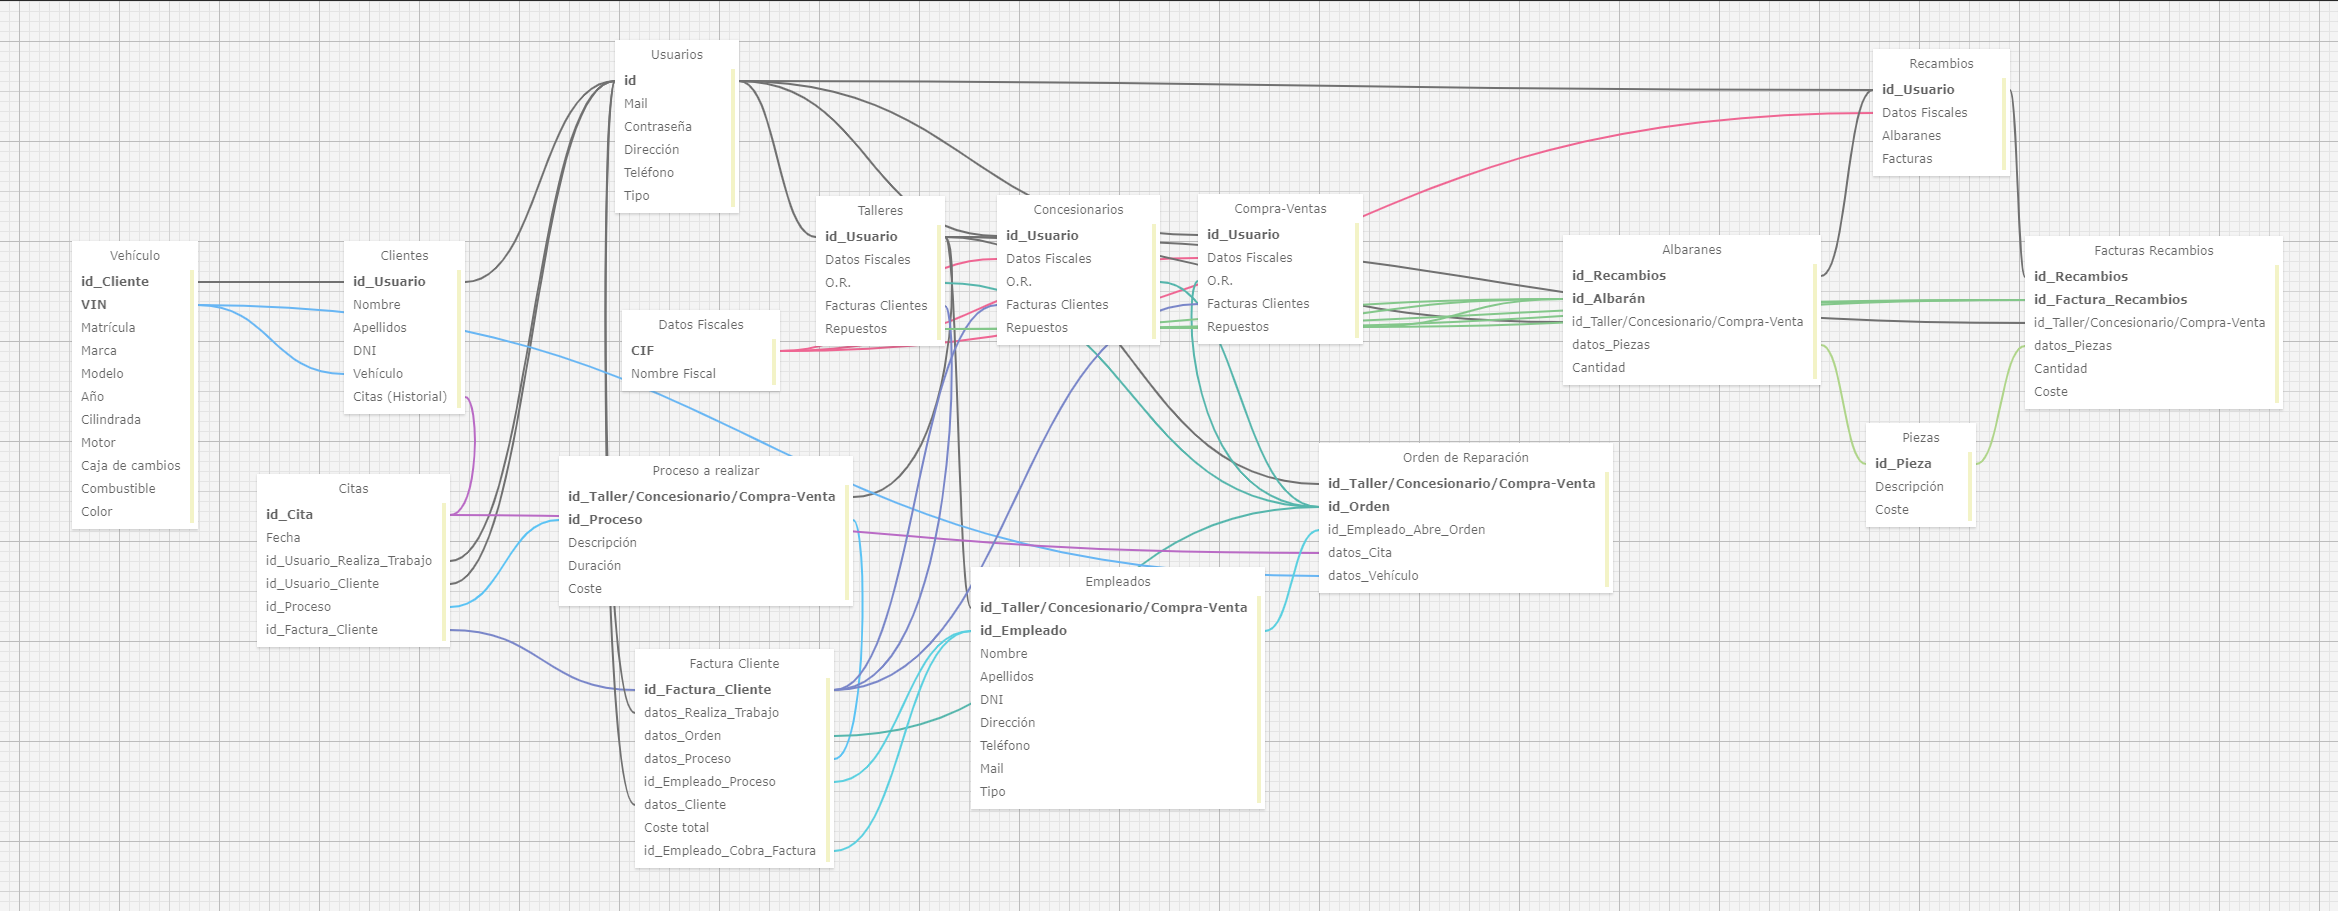 Usuarios
id
Mail
Contraseña
Dirección
Teléfono
Tipo
Recambios
id_Usuario
Datos Fiscales
Albaranes
Facturas
Talleres
id_Usuario
Datos Fiscales
O.R.
Facturas Clientes
Repuestos
Concesionarios
id_Usuario
Datos Fiscales
O.R.
Facturas Clientes
Repuestos
Compra-Ventas
id_Usuario
Datos Fiscales
O.R.
Facturas Clientes
Repuestos
Vehículo
id_Cliente
VIN
Matrícula
Marca
Modelo
Año
Cilindrada
Motor
Caja de cambios
Combustible
Color
Clientes
id_Usuario
Nombre
Apellidos
DNI
Vehículo
Citas (Historial)
Datos Fiscales
CIF
Nombre Fiscal
Albaranes
id_Recambios
id_Albarán
id_Taller/Concesionario/Compra-Venta
datos_Piezas
Cantidad
Facturas Recambios
id_Recambios
id_Factura_Recambios
id_Taller/Concesionario/Compra-Venta
datos_Piezas
Cantidad
Coste
Piezas
id_Pieza
Descripción
Coste
Citas
id_Cita
Fecha
id_Usuario_Realiza_Trabajo
id_Usuario_Cliente
id_Proceso
id_Factura_Cliente
Proceso a realizar
id_Taller/Concesionario/Compra-Venta
id_Proceso
Descripción
Duración
Coste
Orden de Reparación
id_Taller/Concesionario/Compra-Venta
id_Orden
id_Empleado_Abre_Orden
datos_Cita
datos_Vehículo
Empleados
id_Taller/Concesionario/Compra-Venta
id_Empleado
Nombre
Apellidos
DNI
Dirección
Teléfono
Mail
Tipo
Factura Cliente
id_Factura_Cliente
datos_Realiza_Trabajo
datos_Orden
datos_Proceso
id_Empleado_Proceso
datos_Cliente
Coste total
id_Empleado_Cobra_Factura